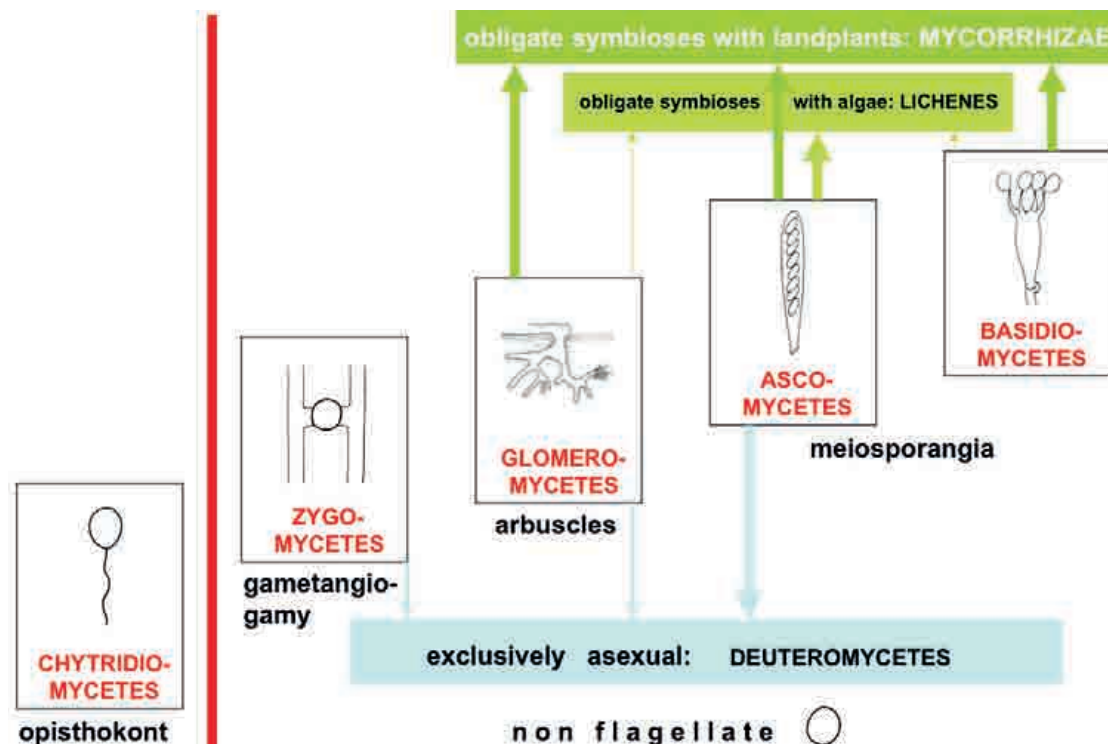 obligate symbioses with landplants: MYCORRHIZAE
obligate symbioses with algae: LICHENES
BASIDIO-
MYCETES
ASCO-
MYCETES
meiosporangia
GLOMERO-
MYCETES
arbuscles
ZYGO-
MYCETES
gametangio-
gamy
CHYTRIDIO-
MYCETES
opisthokont
exclusively asexual: DEUTEROMYCETES
non flagellate